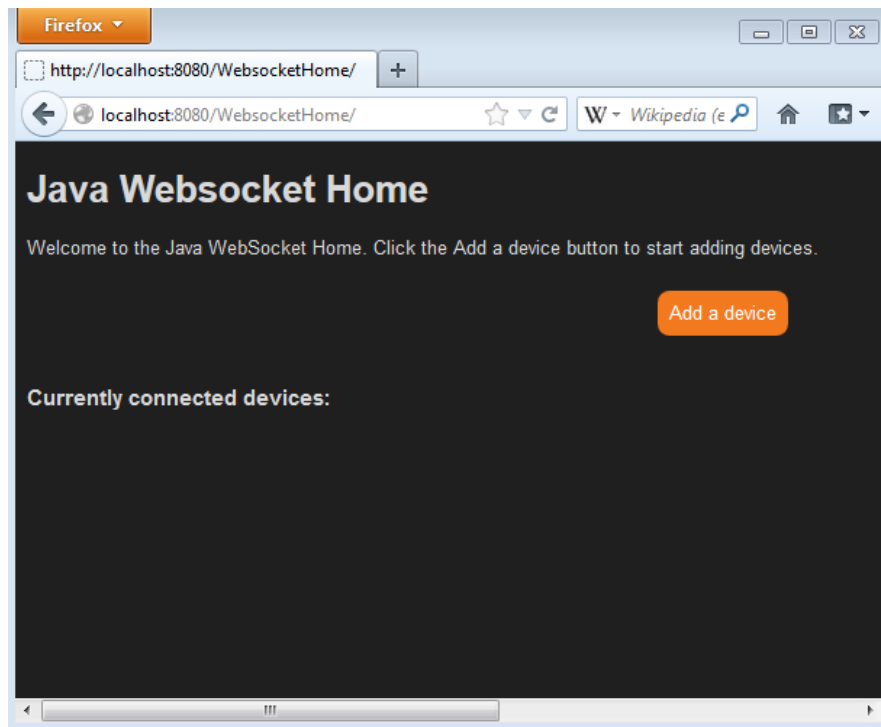 Firefox
http://localhost:8080/WebsocketHome/
localhost:8080/WebsocketHome/
W Wikipedia (e
Java Websocket Home
Welcome to the Java WebSocket Home. Click the Add a device button to start adding devices.
Add a device
Currently connected devices: